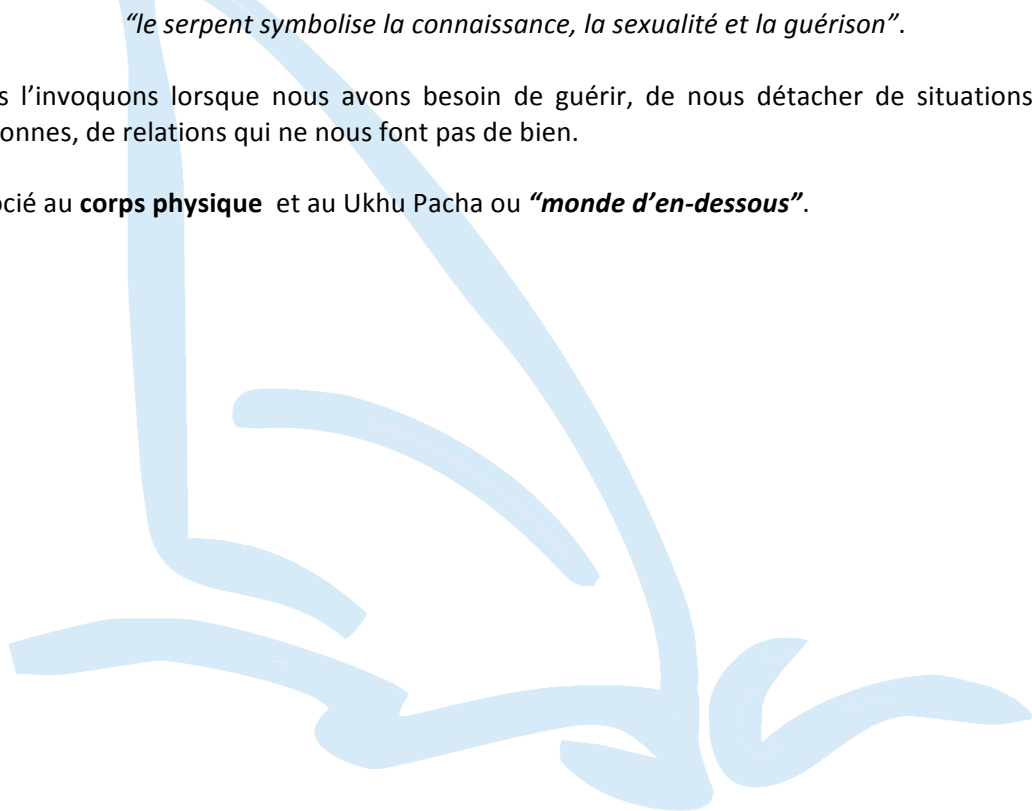 “le serpent symbolise la connaissance, la sexualité et la guérison”.
s l’invoquons lorsque nous avons besoin de guérir, de nous détacher de situations
onnes, de relations qui ne nous font pas de bien.
ocié au corps physique et au Ukhu Pacha ou “monde d’en-dessous”.